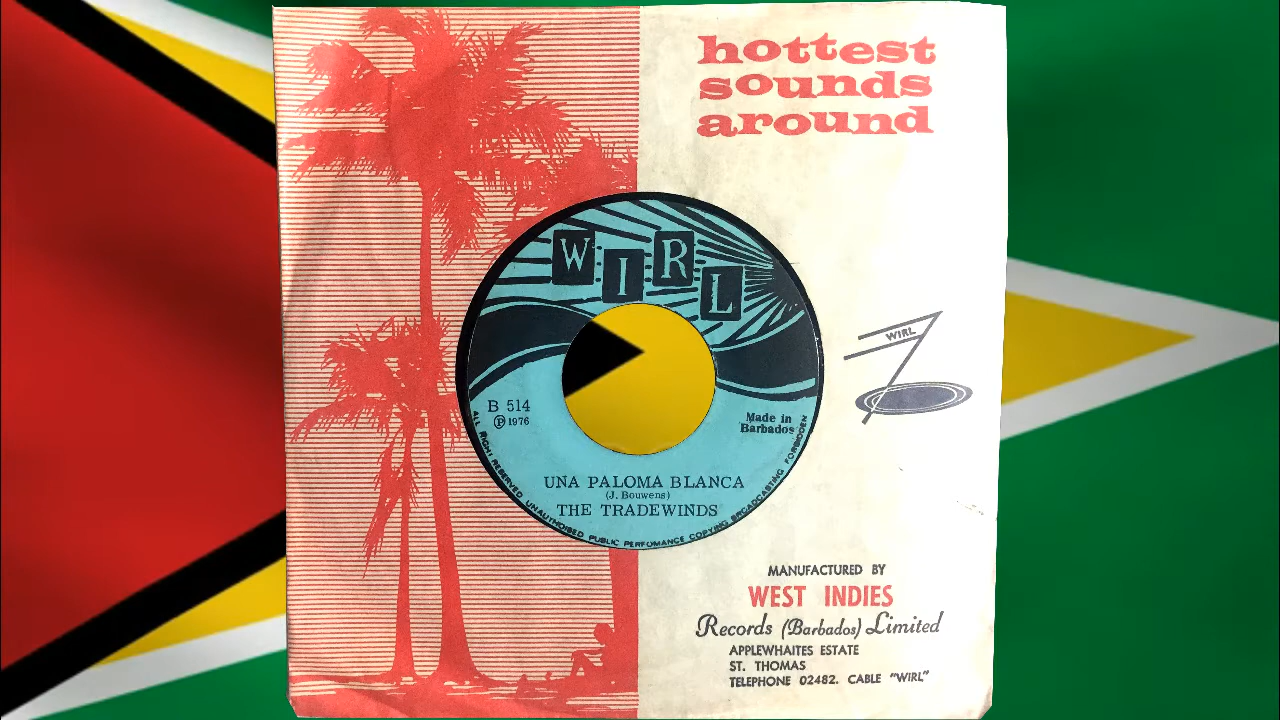 hottest
sounds
around
WIRL
B 514
Ⓟ 1976
Made in
Barbados
UNA PALOMA BLANCA
(J. Bouwens)
THE TRADEWINDS
ALL RIGHT RESERVED UNAUTHORISED PUBLIC PERFOMANCE COPYING BROADCASTING FORBIDDEN
WIRL
MANUFACTURED BY
WEST INDIES
Records (Barbados) Limited
APPLEWHAITES ESTATE
ST. THOMAS
TELEPHONE 02482. CABLE "WIRL"